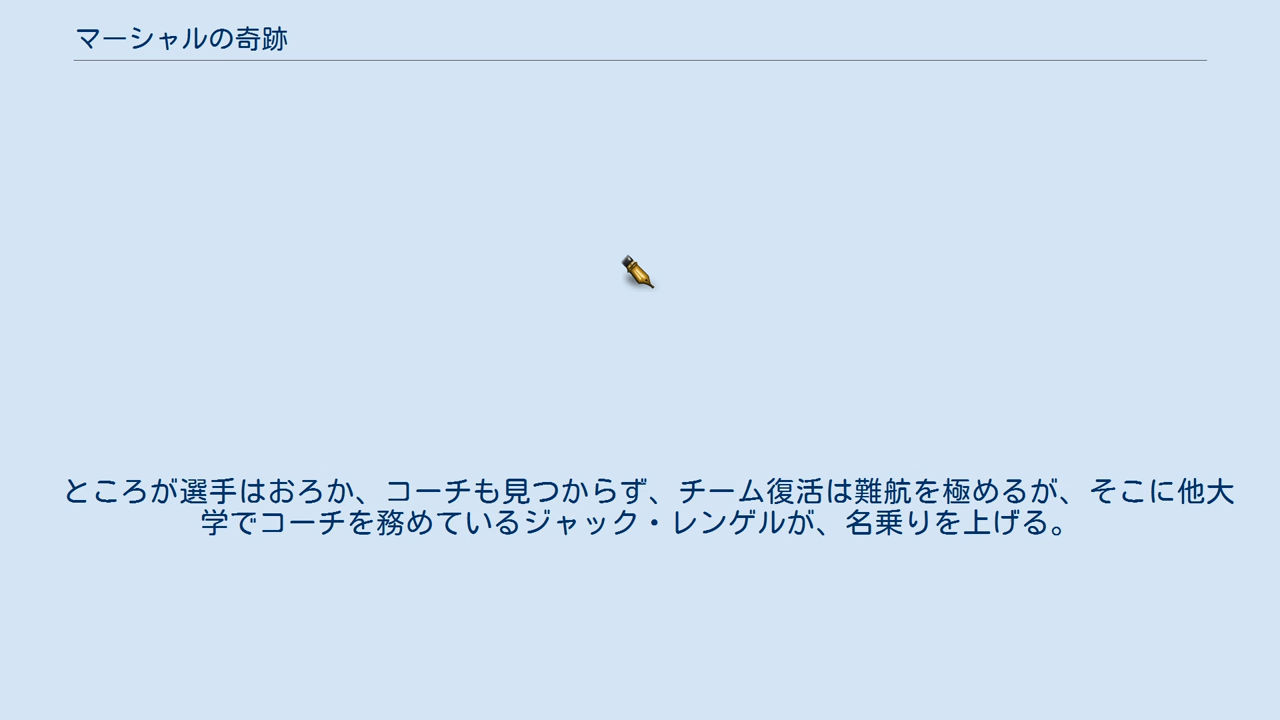 マーシャルの奇跡
ところが選手はおろか、コーチも見つからず、チーム復活は難航を極めるが、そこに他大
学でコーチを務めているジャック・レンゲルが、名乗りを上げる。